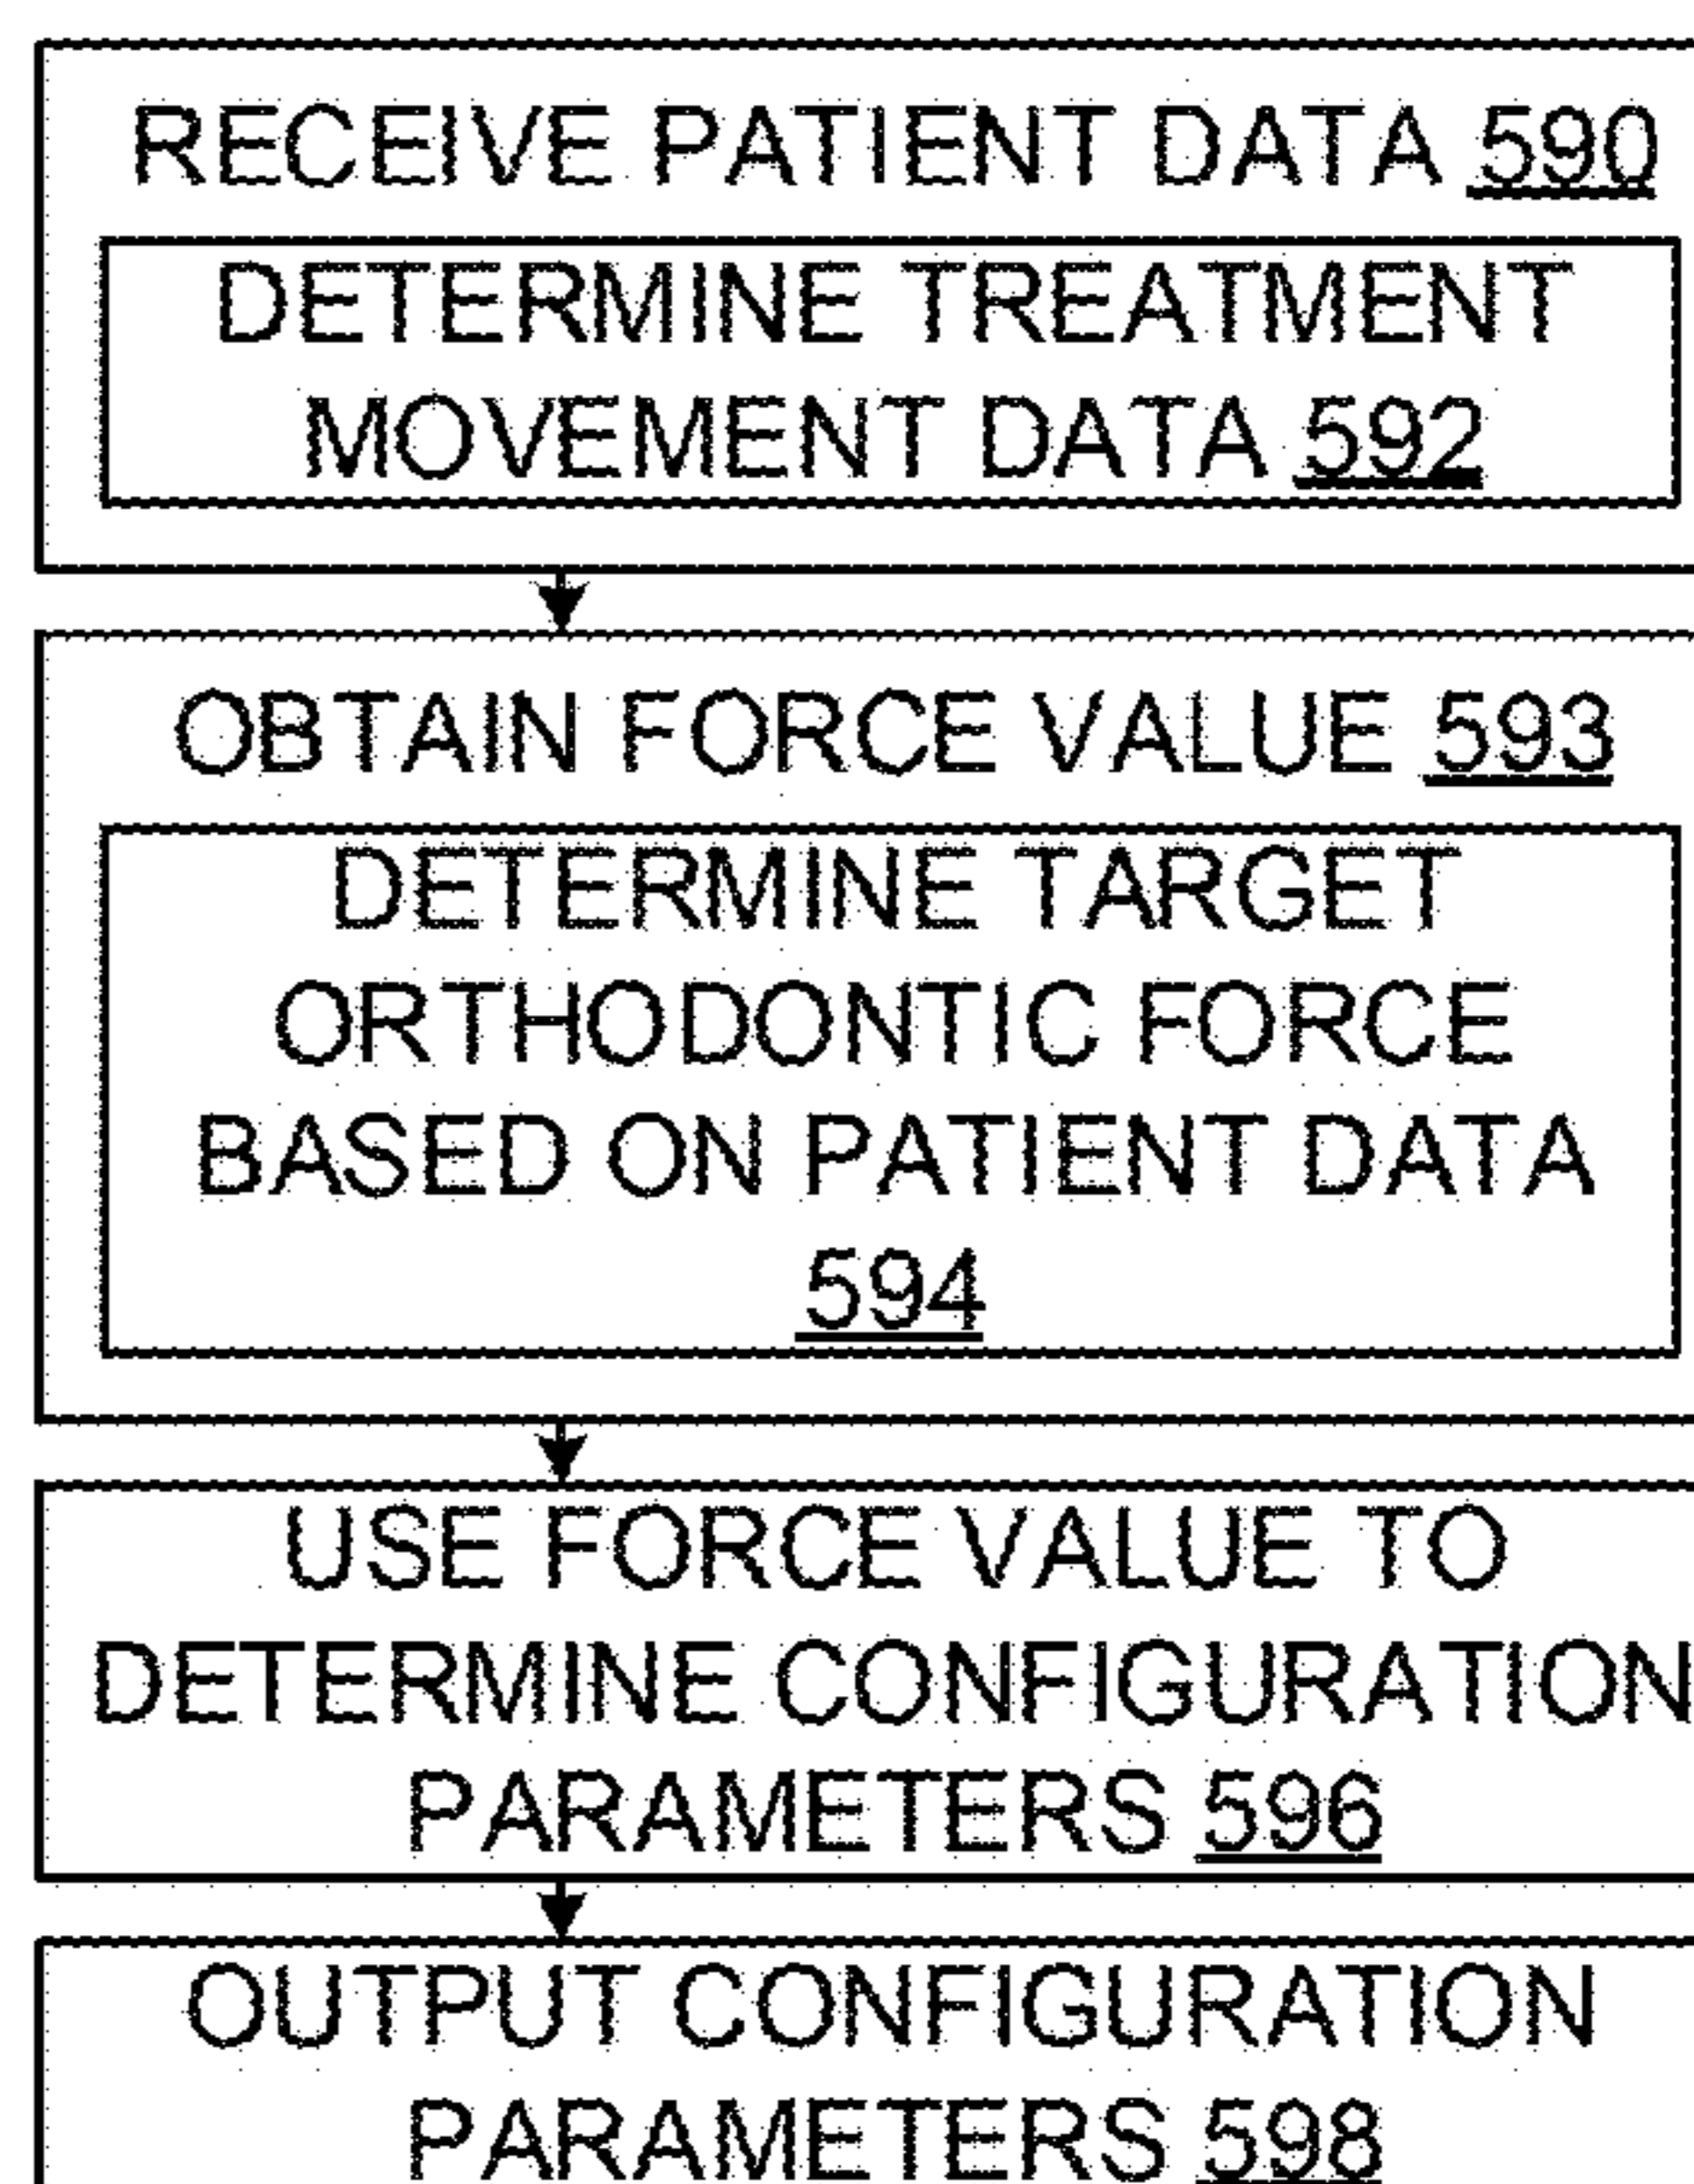 RECEIVE PATIENT DATA 590
DETERMINE TREATMENT
MOVEMENT DATA 592
OBTAIN FORCE VALUE 593
DETERMINE TARGET
ORTHODONTIC FORCE
BASED ON PATIENT DATA
594
USE FORCE VALUE TO
DETERMINE CONFIGURATION
PARAMETERS 596
OUTPUT CONFIGURATION
PARAMETERS 598